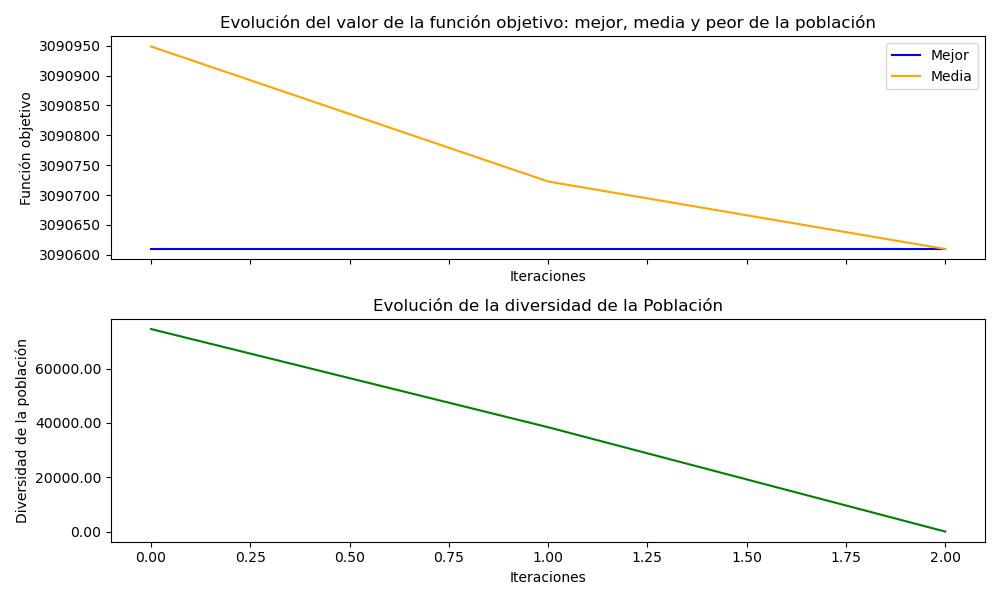 Evolución del valor de la función objetivo: mejor, media y peor de la población
3090950
3090900
3090850
3090800
3090750
3090700
3090650
3090600
Función objetivo
Mejor
Media
Iteraciones
Evolución de la diversidad de la Población
60000.00
40000.00
20000.00
0.00
Diversidad de la población
0.00 0.25 0.50 0.75 1.00 1.25 1.50 1.75 2.00
Iteraciones